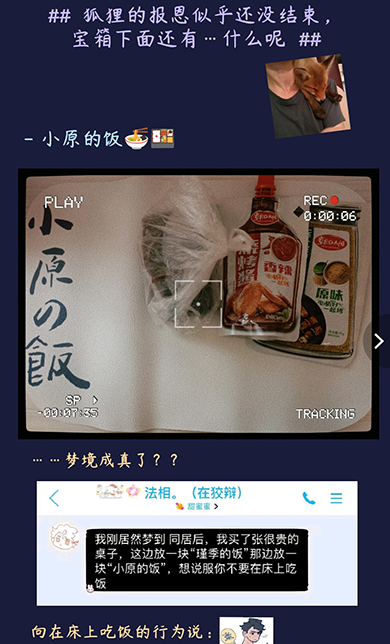 ## 狐狸的报恩似乎还没结束，
宝箱下面还有…什么呢 ##
- 小原的饭🍜🍱
PLAY
REC
0:00:06
小原の飯
香辣
原味
SP
-00:07:35
TRACKING
……梦境成真了？？
法相。（在狡辩）
甜蜜蜜
我刚居然梦到 同居后，我买了张很贵的
桌子，这边放一块“瑾季的饭”那边放一
块“小原的饭”，想说服你不要在床上吃
饭
向在床上吃饭的行为说：